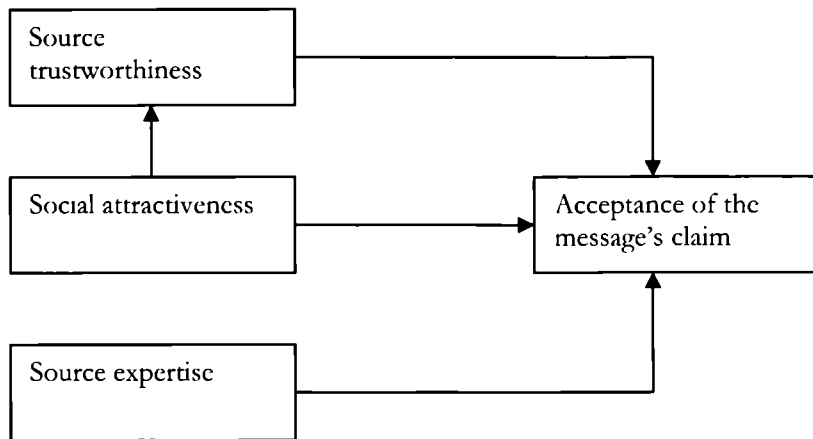 Source
trustworthiness
Social attractiveness
Acceptance of the
message's claim
Source expertise